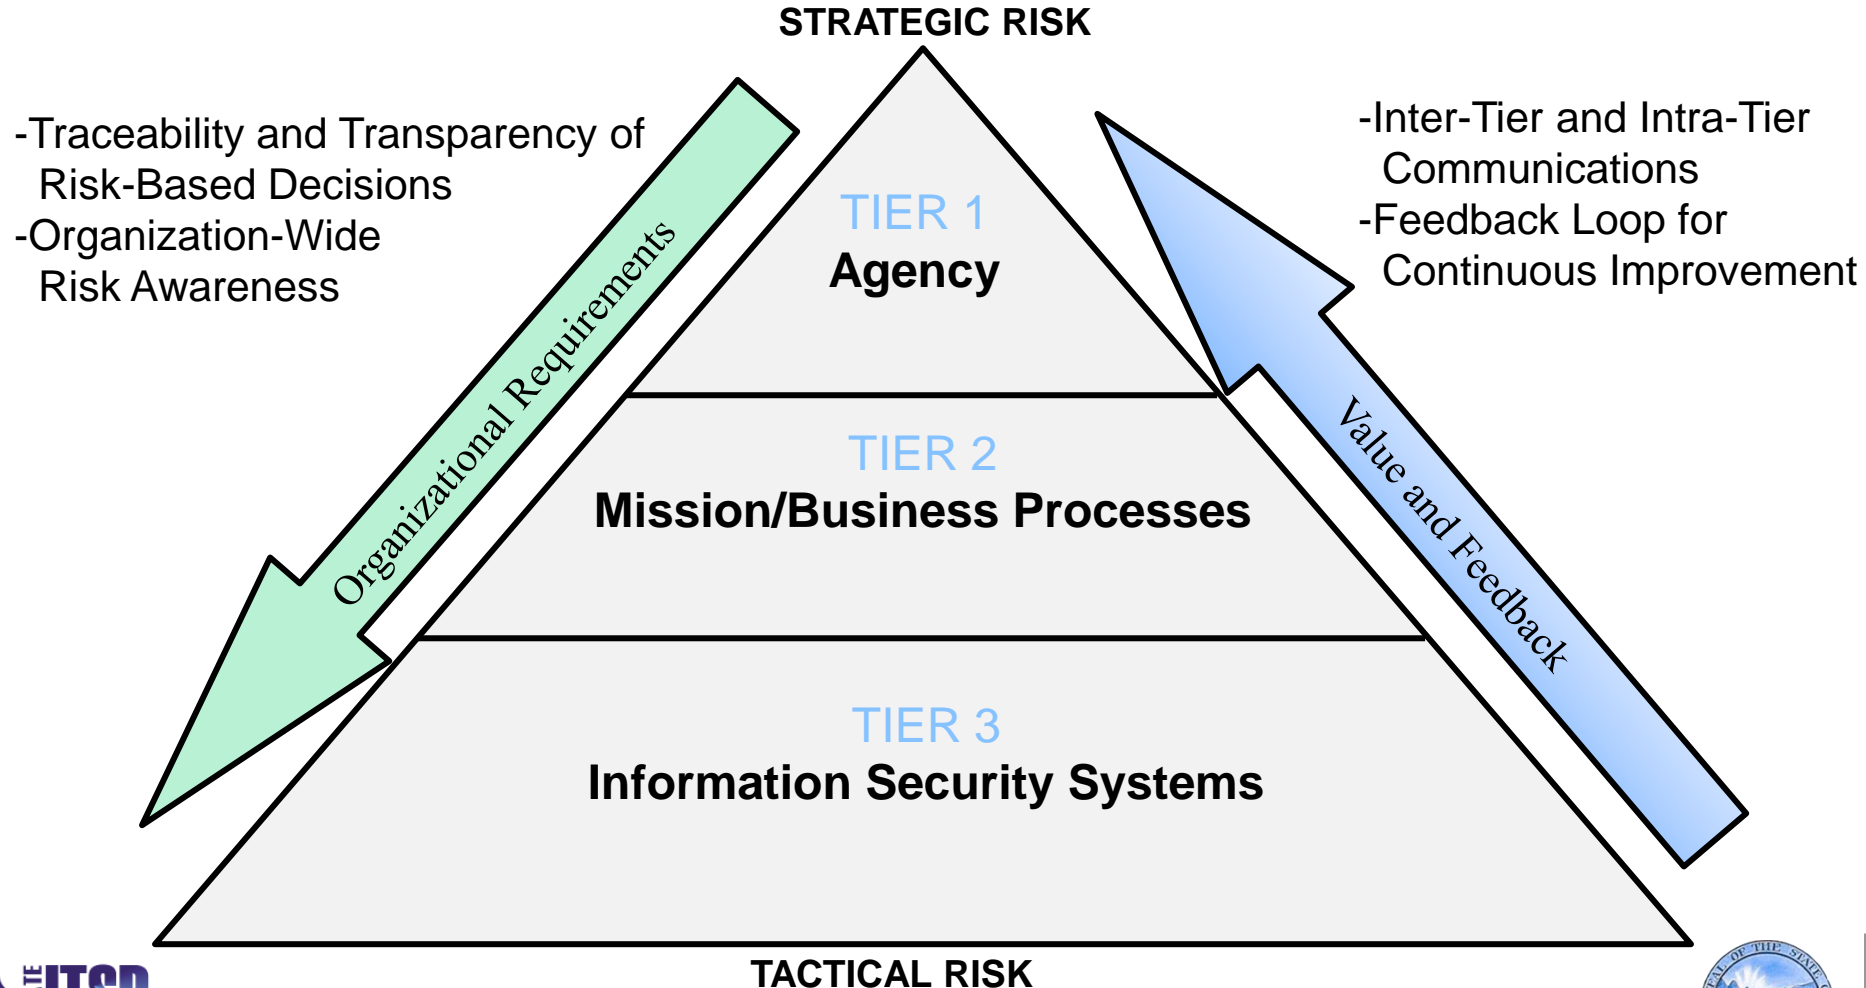 STRATEGIC RISK
-Traceability and Transparency of
Risk-Based Decisions
-Organization-Wide
Risk Awareness
-Inter-Tier and Intra-Tier
Communications
-Feedback Loop for
Continuous Improvement
Organizational Requirements
TIER 1
Agency
Value and Feedback
TIER 2
Mission/Business Processes
TIER 3
Information Security Systems
TACTICAL RISK
OF THE